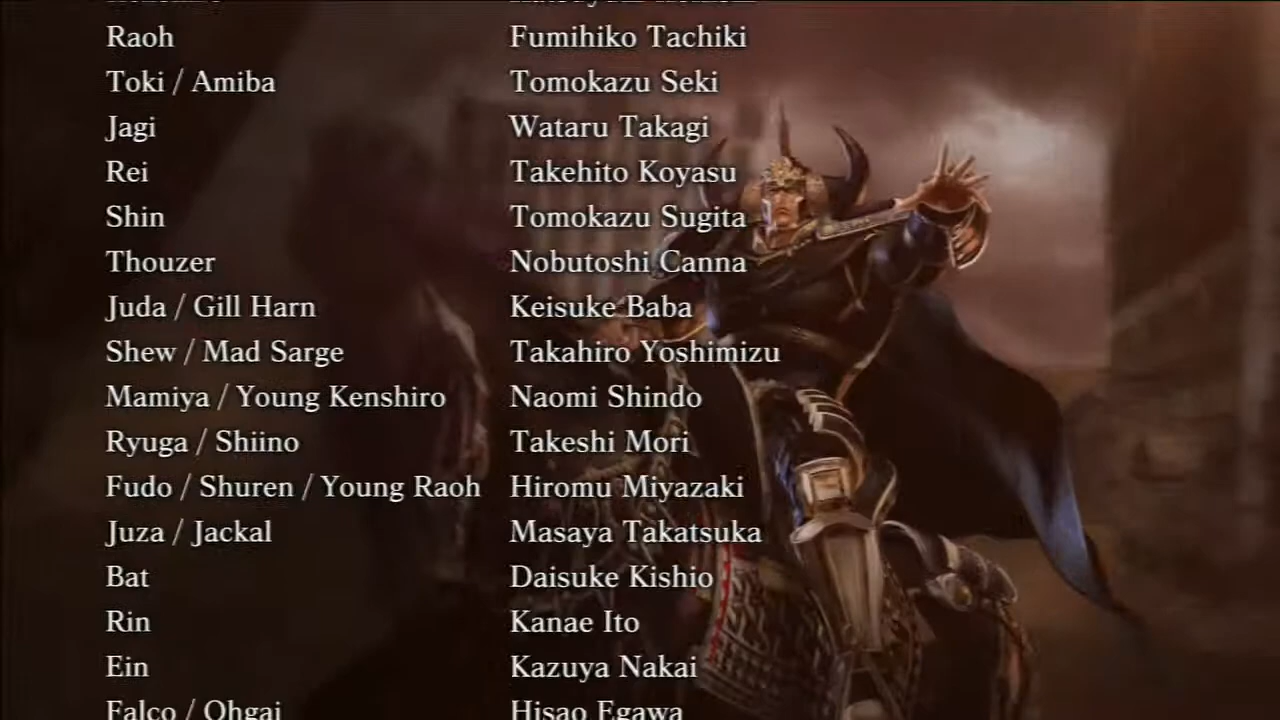 Raoh Fumihiko Tachiki
Toki / Amiba Tomokazu Seki
Jagi Wataru Takagi
Rei Takehito Koyasu
Shin Tomokazu Sugita
Thouzer Nobutoshi Canna
Juda / Gill Harn Keisuke Baba
Shew / Mad Sarge Takahiro Yoshimizu
Mamiya / Young Kenshiro Naomi Shindo
Ryuga / Shiino Takeshi Mori
Fudo / Shuren / Young Raoh Hiromu Miyazaki
Juza / Jackal Masaya Takatsuka
Bat Daisuke Kishio
Rin Kanae Ito
Ein Kazuya Nakai
Falco / Ohgai Hisao Egawa